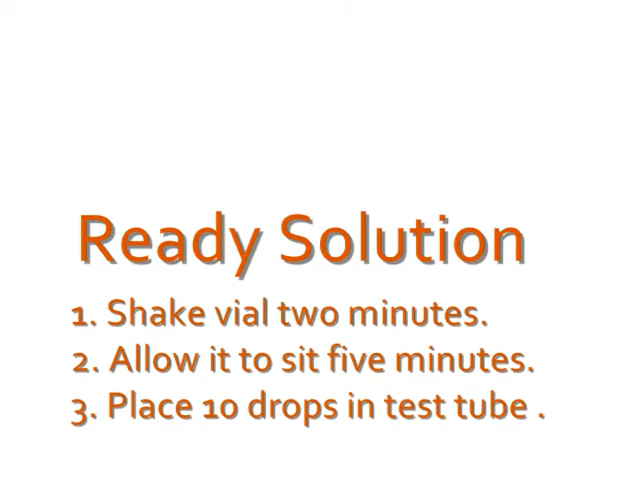 Ready Solution
1. Shake vial two minutes.
2. Allow it to sit five minutes.
3. Place 10 drops in test tube .